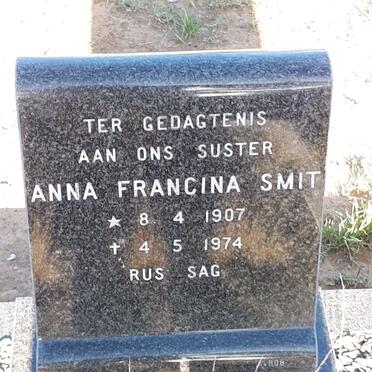 TER GEDAGTENIS
AAN ONS SUSTER
ANNA FRANCINA SMIT
★ 8 4 1907
✝ 4 5 1974
RUS SAG